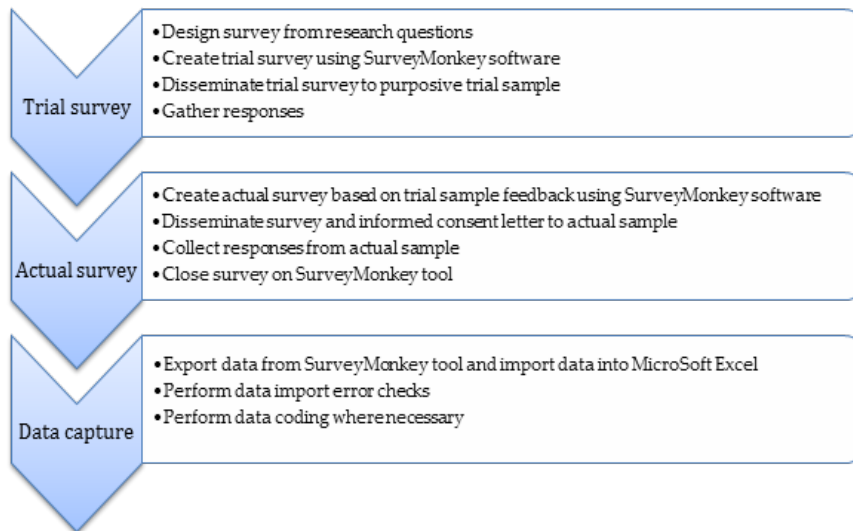 Trial survey
•Design survey from research questions
•Create trial survey using SurveyMonkey software
•Disseminate trial survey to purposive trial sample
•Gather responses
Actual survey
•Create actual survey based on trial sample feedback using SurveyMonkey software
•Disseminate survey and informed consent letter to actual sample
•Collect responses from actual sample
•Close survey on SurveyMonkey tool
Data capture
•Export data from SurveyMonkey tool and import data into MicroSoft Excel
•Perform data import error checks
•Perform data coding where necessary